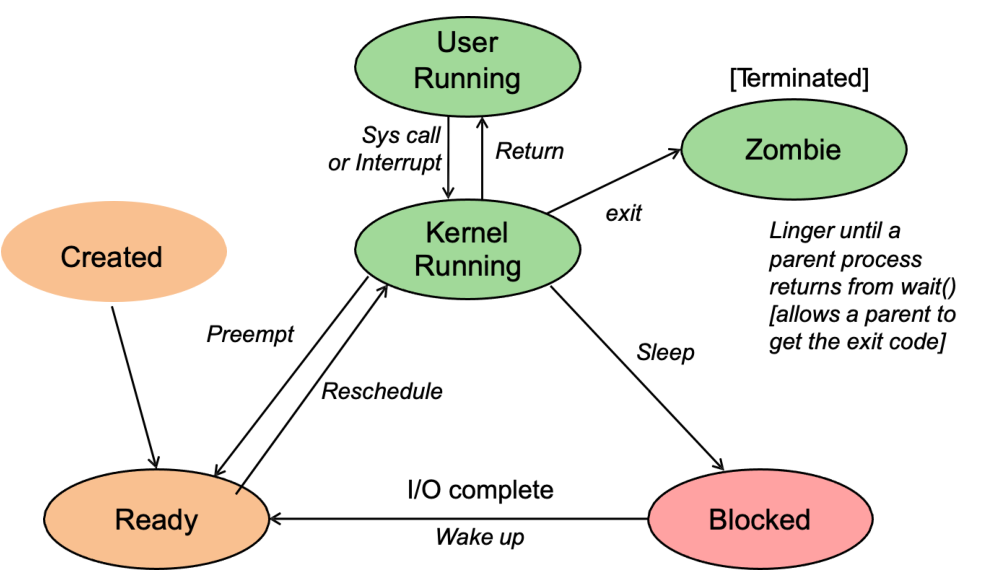 User
Running
[Terminated]
Sys call
or Interrupt
Return
Zombie
exit
Created
Kernel
Running
Linger until a
parent process
returns from wait()
[allows a parent to
get the exit code]
Preempt
Reschedule
Sleep
I/O complete
Ready
Wake up
Blocked